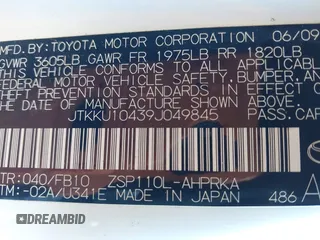 MFD.BY: TOYOTA MOTOR CORPORATION 06/09
GVWR 3605LB GAWR FR 1975LB RR 1820LB
THIS VEHICLE CONFORMS TO ALL APPLICABLE
FEDERAL MOTOR VEHICLE SAFETY, BUMPER, AND
THEFT PREVENTION STANDARDS IN EFFECT ON
DATE OF MANUFACTURE SHOWN ABOVE.
JTKKU10439J049845 PASS.CAR
TR:040/FB10 ZSP110L-AHPRKA
TM:-02A/U341E MADE IN JAPAN 486
DREAMBID